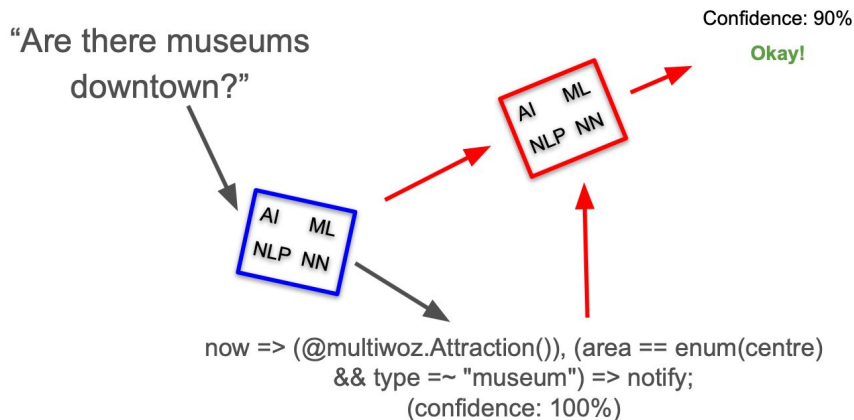 Confidence: 90%
Okay!
“Are there museums
downtown?”
AI ML
NLP NN
AI ML
NLP NN
now => (@multiwoz.Attraction()), (area == enum(centre)
&& type =~ "museum") => notify;
(confidence: 100%)